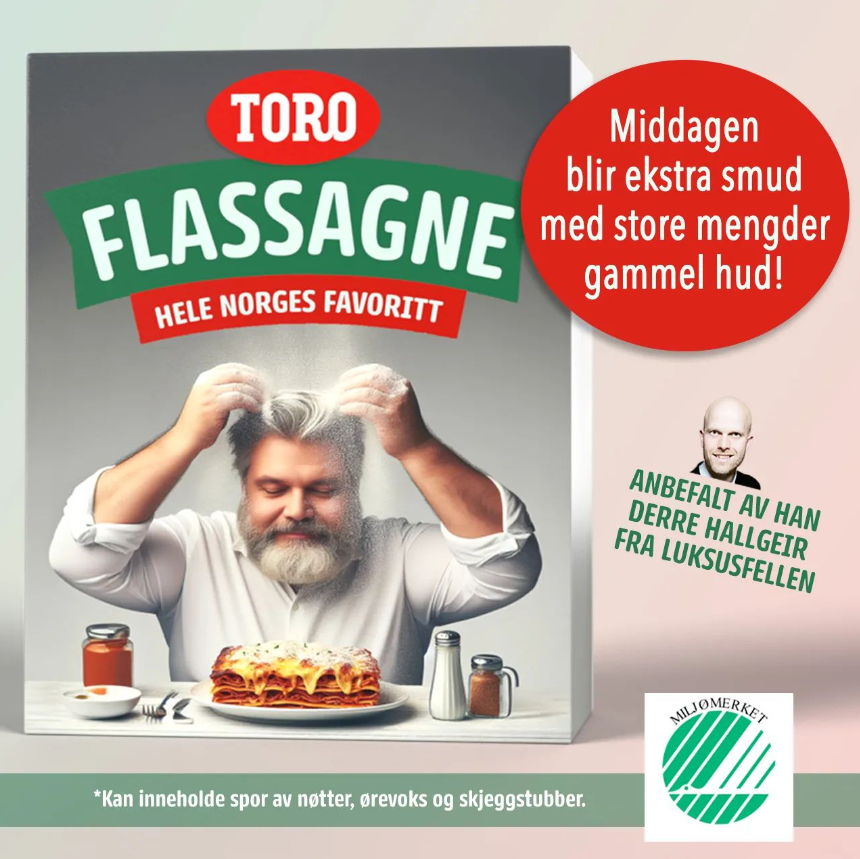 TORO
FLASSAGNE
HELE NORGES FAVORITT
Middagen
blir ekstra smud
med store mengder
gammel hud!
ANBEFALT AV HAN
DERRE HALLGEIR
FRA LUKSUSFELLEN
MILJØMERKET
*Kan inneholde spor av nøtter, ørevoks og skjeggstubber.